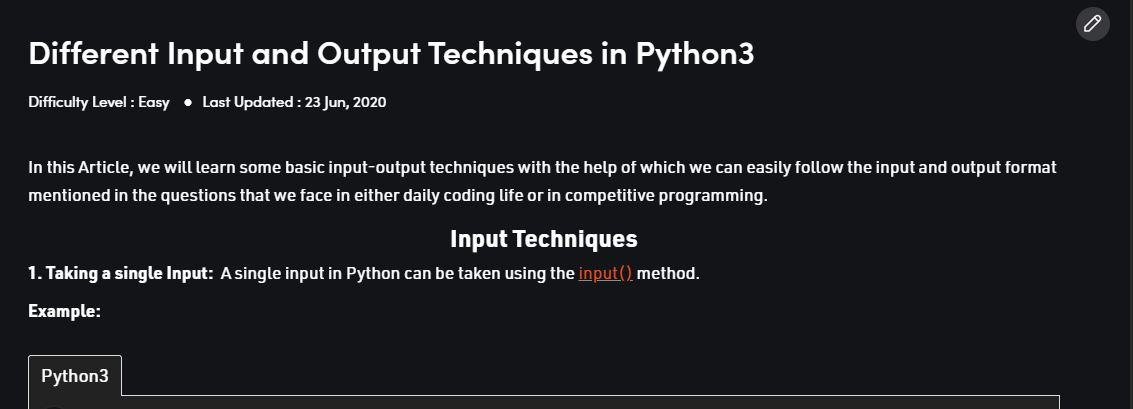 Different Input and Output Techniques in Python3
Difficulty Level : Easy ● Last Updated : 23 Jun, 2020
In this Article, we will learn some basic input-output techniques with the help of which we can easily follow the input and output format
mentioned in the questions that we face in either daily coding life or in competitive programming.
Input Techniques
1. Taking a single Input: A single input in Python can be taken using the input() method.
Example:
Python3